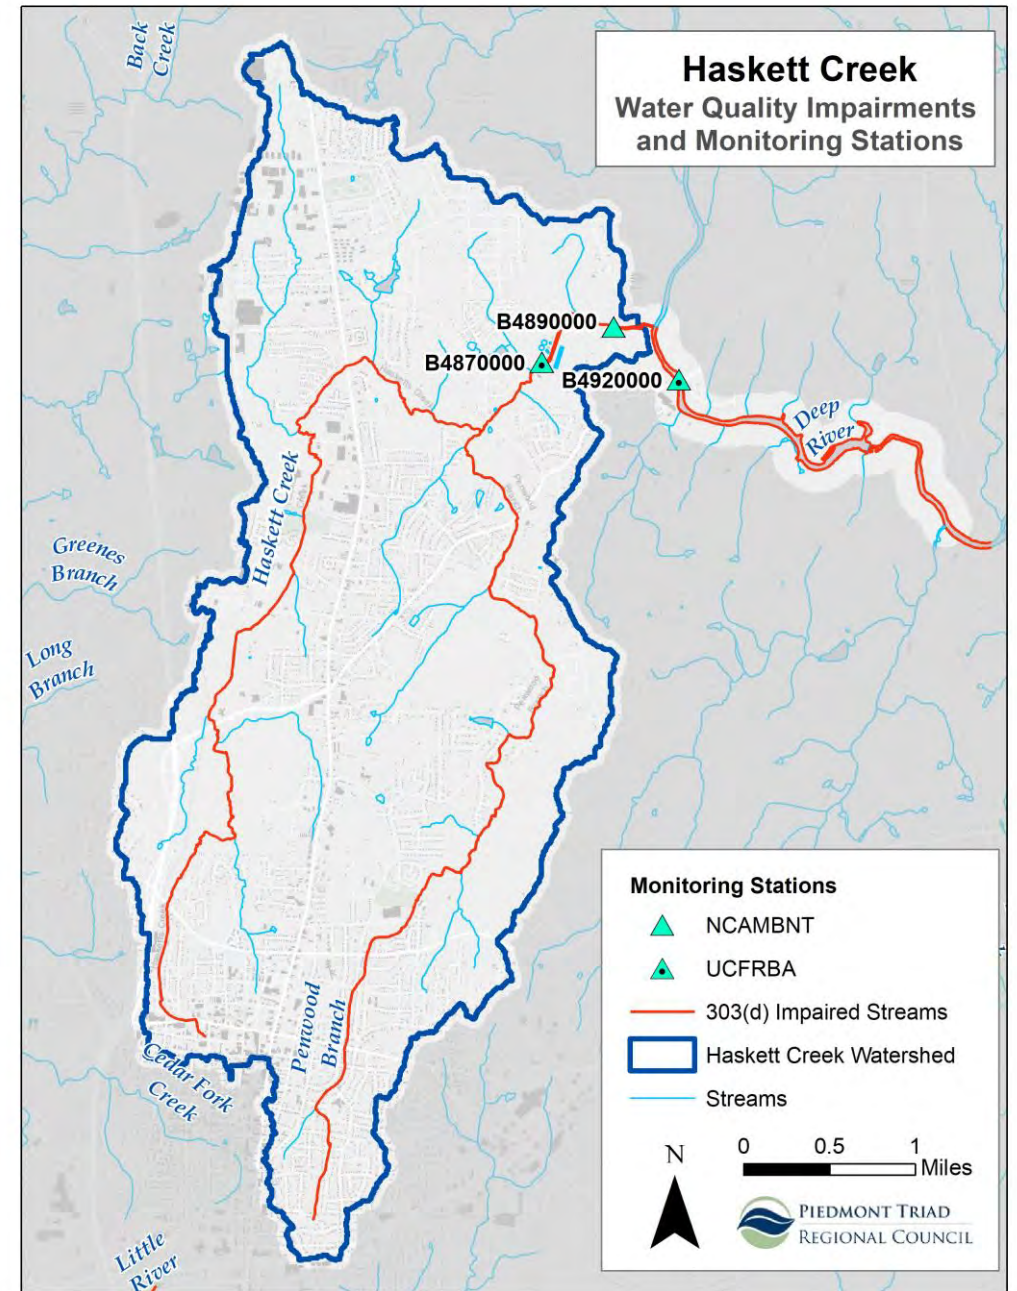 Haskett Creek
Water Quality Impairments
and Monitoring Stations
Back
Creek
B4890000
B4870000
B4920000
Deep
River
Haskett Creek
Greenes
Branch
Long
Branch
Penwood
Branch
Cedar Fork
Creek
Little
River
Monitoring Stations
NCAMBNT
UCFRBA
303(d) Impaired Streams
Haskett Creek Watershed
Streams
N
0 0.5 1
Miles
PIEDMONT TRIAD
REGIONAL COUNCIL